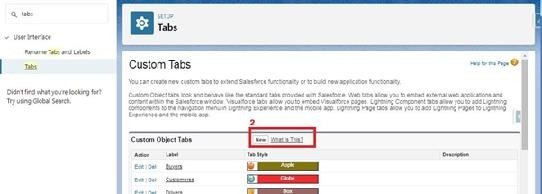 tabs
User Interface
Rename Tabs and Labels
Tabs
Didn't find what you're looking for?
Try using Global Search.
SETUP
Tabs
Custom Tabs
Help for this Page
You can create new custom tabs to extend Salesforce functionality or to build new application functionality.
Custom Object tabs look and behave like the standard tabs provided with Salesforce. Web tabs allow you to embed external web applications and
content within the Salesforce window. Visualforce tabs allow you to embed Visualforce pages. Lightning Component tabs allow you to add Lightning
components to the navigation menu in Lightning Experience and the mobile app. Lightning Page tabs allow you to add Lightning Pages to Lightning
Experience and the mobile app.
2
Custom Object Tabs New What Is This?
Action Label Tab Style Description
Edit | Del Buyers Apple
Edit | Del Customeres Globe
Edit | Del Drivers Box